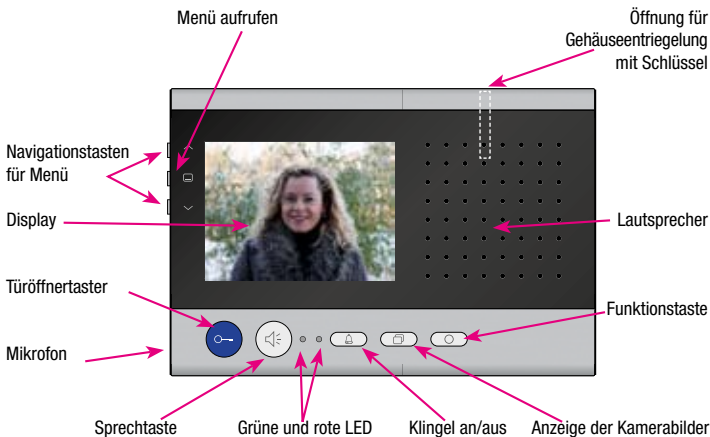 Menü aufrufen
Öffnung für
Gehäuseentriegelung
mit Schlüssel
Navigationstasten
für Menü
Display
Lautsprecher
Türöffnertaster
Funktionstaste
Mikrofon
Sprechtaste
Grüne und rote LED
Klingel an/aus
Anzeige der Kamerabilder